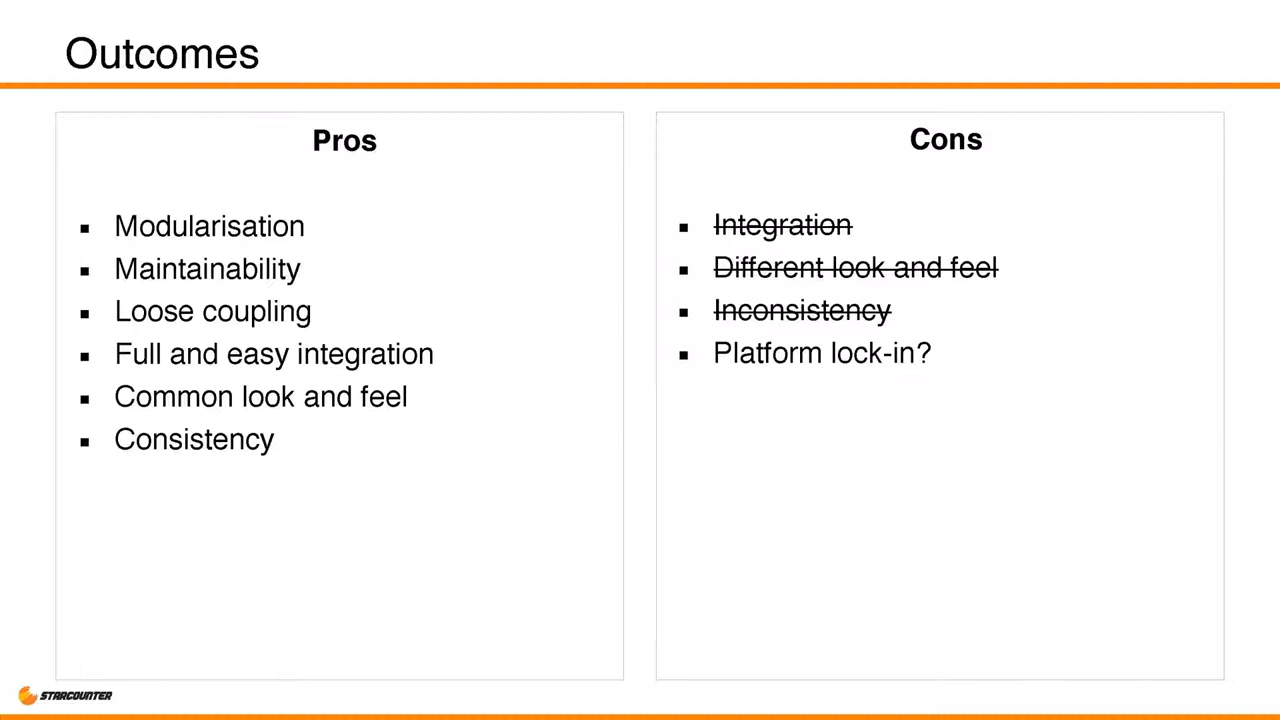 Outcomes
Pros
Modularisation
Maintainability
Loose coupling
Full and easy integration
Common look and feel
Consistency
Cons
Integration
Different look and feel
Inconsistency
Platform lock-in?
STARCOUNTER